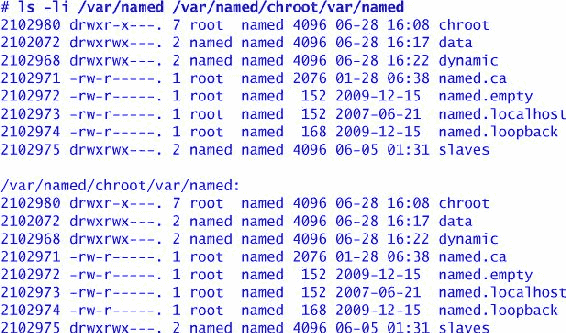 # ls -li /var/named /var/named/chroot/var/named
2102980 drwxr-x---. 7 root named 4096 06-28 16:08 chroot
2102072 drwxrwx---. 2 named named 4096 06-28 16:17 data
2102968 drwxrwx---. 2 named named 4096 06-28 16:22 dynamic
2102971 -rw-r-----. 1 root named 2076 01-28 06:38 named.ca
2102972 -rw-r-----. 1 root named 152 2009-12-15 named.empty
2102973 -rw-r-----. 1 root named 152 2007-06-21 named.localhost
2102974 -rw-r-----. 1 root named 168 2009-12-15 named.loopback
2102975 drwxrwx---. 2 named named 4096 06-05 01:31 slaves
/var/named/chroot/var/named:
2102980 drwxr-x---. 7 root named 4096 06-28 16:08 chroot
2102072 drwxrwx---. 2 named named 4096 06-28 16:17 data
2102968 drwxrwx---. 2 named named 4096 06-28 16:22 dynamic
2102971 -rw-r-----. 1 root named 2076 01-28 06:38 named.ca
2102972 -rw-r-----. 1 root named 152 2009-12-15 named.empty
2102973 -rw-r-----. 1 root named 152 2007-06-21 named.localhost
2102974 -rw-r-----. 1 root named 168 2009-12-15 named.loopback
2102975 drwxrwx---. 2 named named 4096 06-05 01:31 slaves